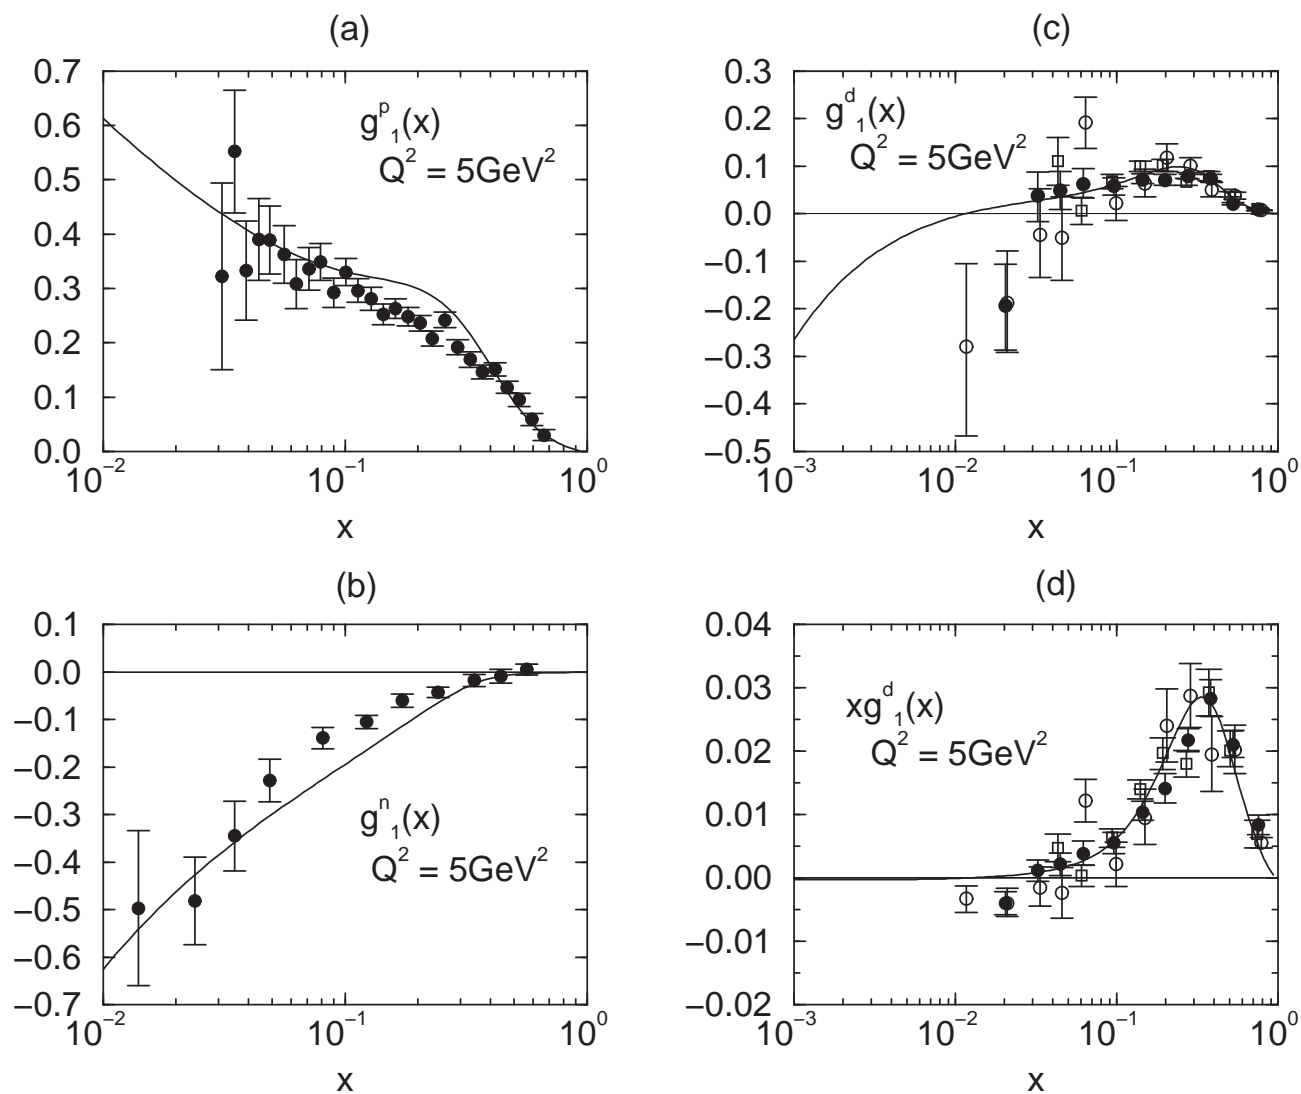 (a)
0.7
0.6
0.5
0.4
0.3
0.2
0.1
0.0
g^p_1(x)
Q^2 = 5GeV^2
10^−2
10^−1
10^0
x
(c)
0.3
0.2
0.1
0.0
−0.1
−0.2
−0.3
−0.4
−0.5
g^d_1(x)
Q^2 = 5GeV^2
10^−3
10^−2
10^−1
10^0
x
(b)
0.1
0.0
−0.1
−0.2
−0.3
−0.4
−0.5
−0.6
−0.7
g^n_1(x)
Q^2 = 5GeV^2
10^−2
10^−1
10^0
x
(d)
0.04
0.03
0.02
0.01
0.00
−0.01
−0.02
xg^d_1(x)
Q^2 = 5GeV^2
10^−3
10^−2
10^−1
10^0
x